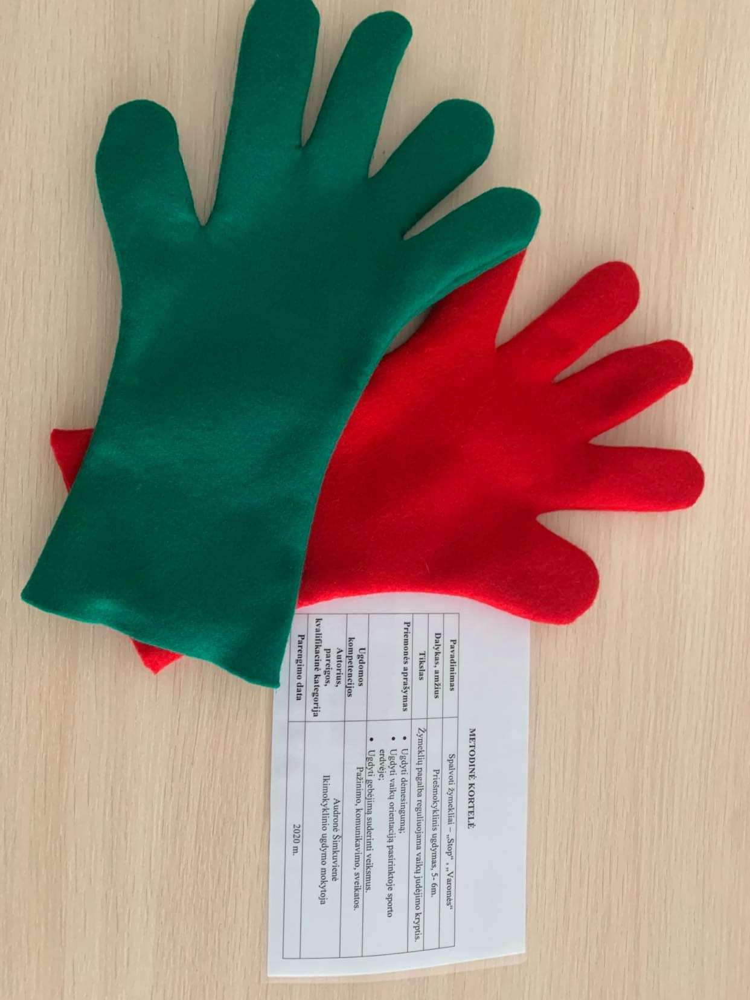 METODINĖ KORTELĖ
Pavadinimas
Spalvoti žymekliai – „Stop“ , „Varomės“
Dalykas, amžius
Priešmokyklinis ugdymas, 5- 6m.
Tikslas
Žymeklių pagalba reguliuojama vaikų judėjimo kryptis.
Priemonės aprašymas
• Ugdyti dėmesingumą;
• Ugdyti vaikų orientaciją pasirinktoje sporto
erdvėje;
• Ugdyti gebėjimą suderinti veiksmus.
Ugdomos
kompetencijos
Pažinimo, komunikavimo, sveikatos.
Autorius,
pareigos,
kvalifikacinė kategorija
Audronė Šimkuvienė
Ikimokyklinio ugdymo mokytoja
Parengimo data
2020 m.